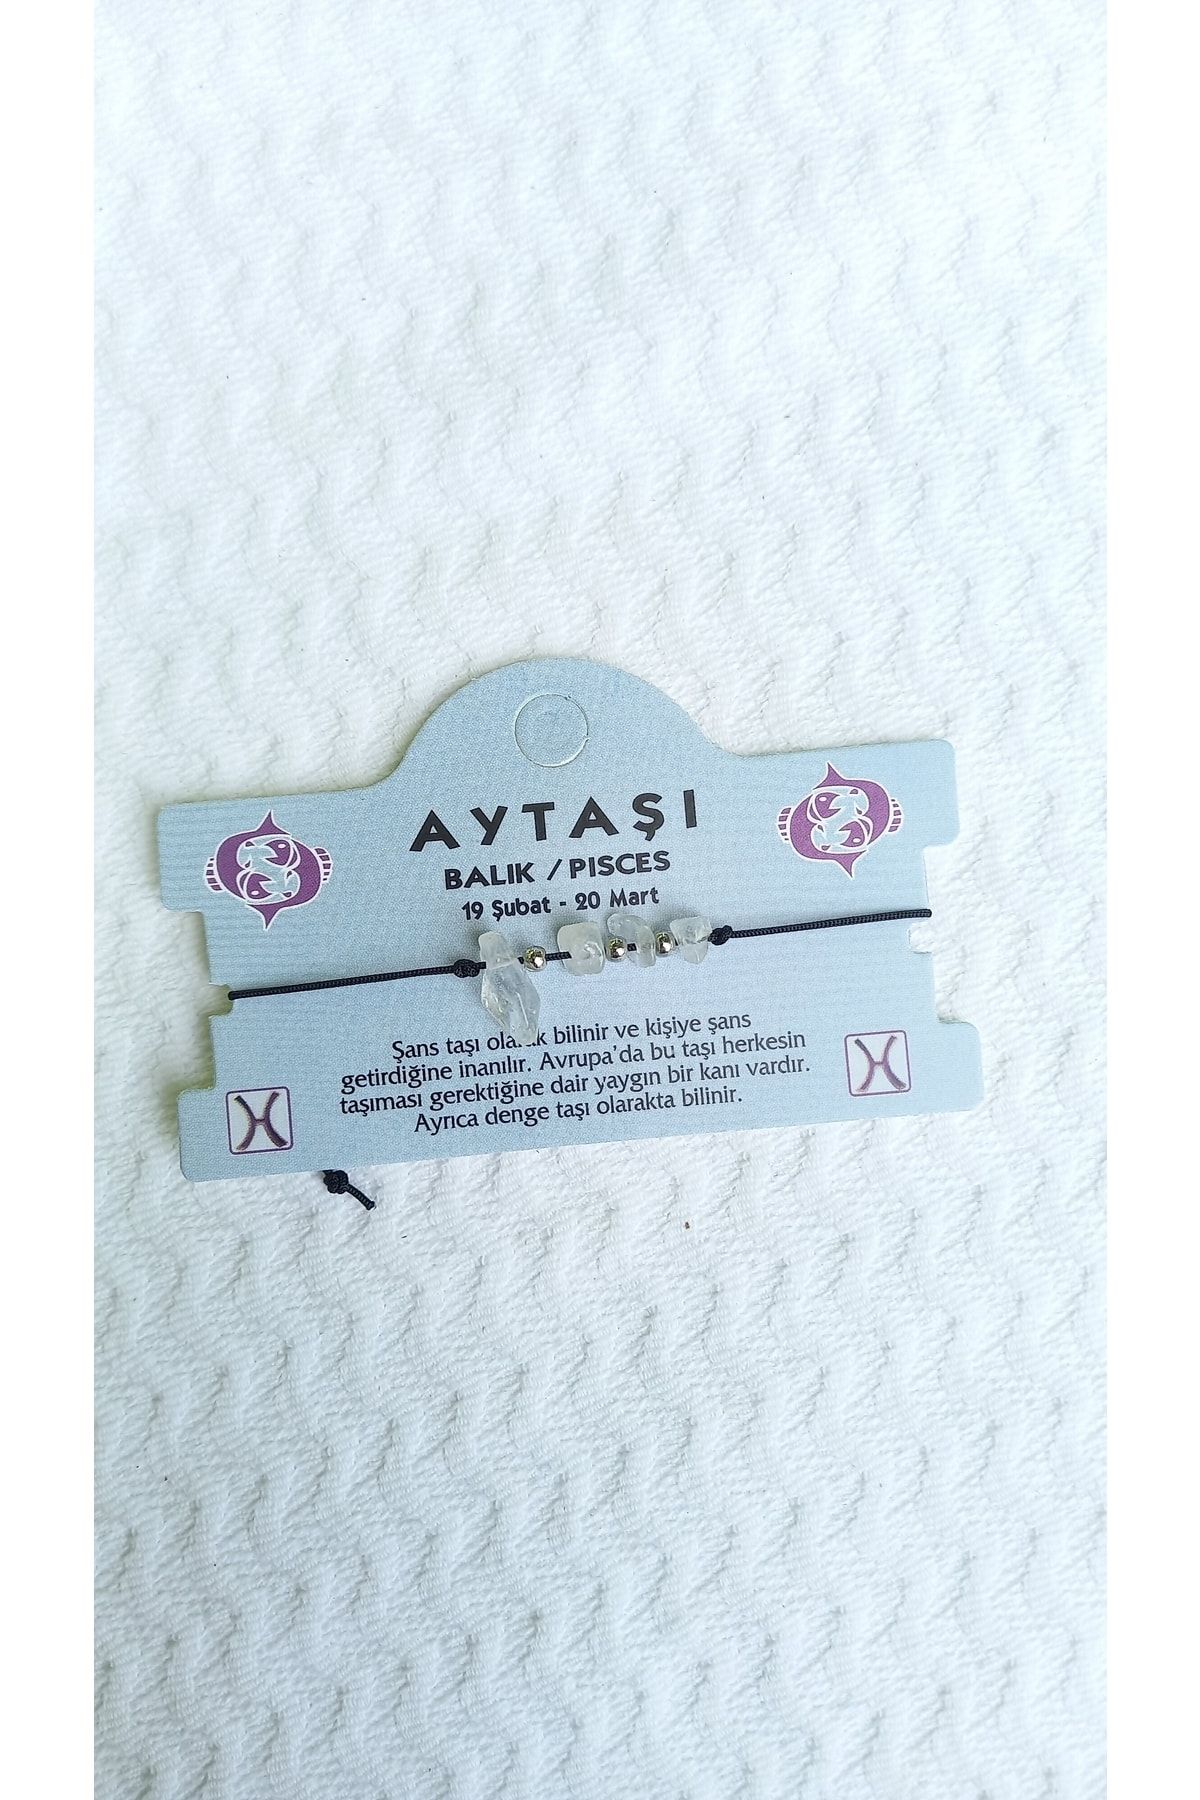 AYTAŞI
BALIK / PISCES
19 Şubat - 20 Mart
Şans taşı bilinir ve kişiye şans
getirdiğine inanılır. Avrupa'da bu taşı herkesin
taşıması gerektiğine dair yaygın bir kanı vardır.
Ayrıca denge taşı olarakta bilinir.